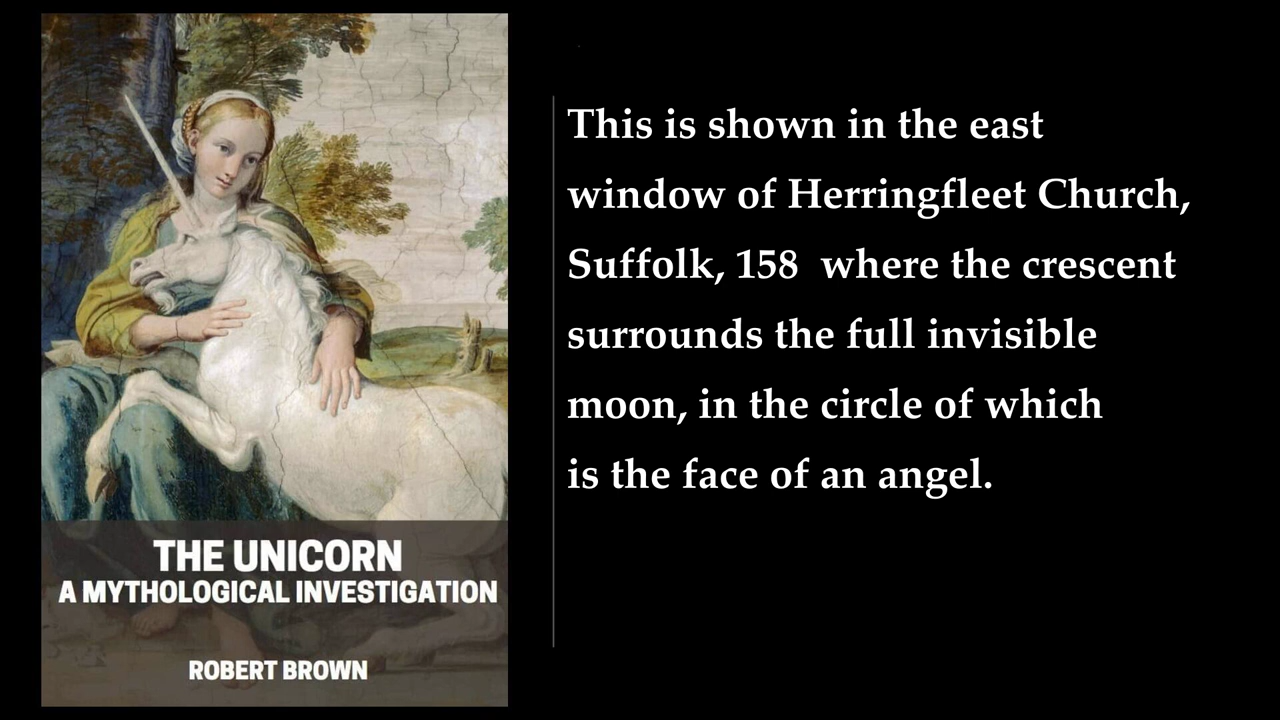 THE UNICORN
A MYTHOLOGICAL INVESTIGATION
ROBERT BROWN
This is shown in the east
window of Herringfleet Church,
Suffolk, 158 where the crescent
surrounds the full invisible
moon, in the circle of which
is the face of an angel.